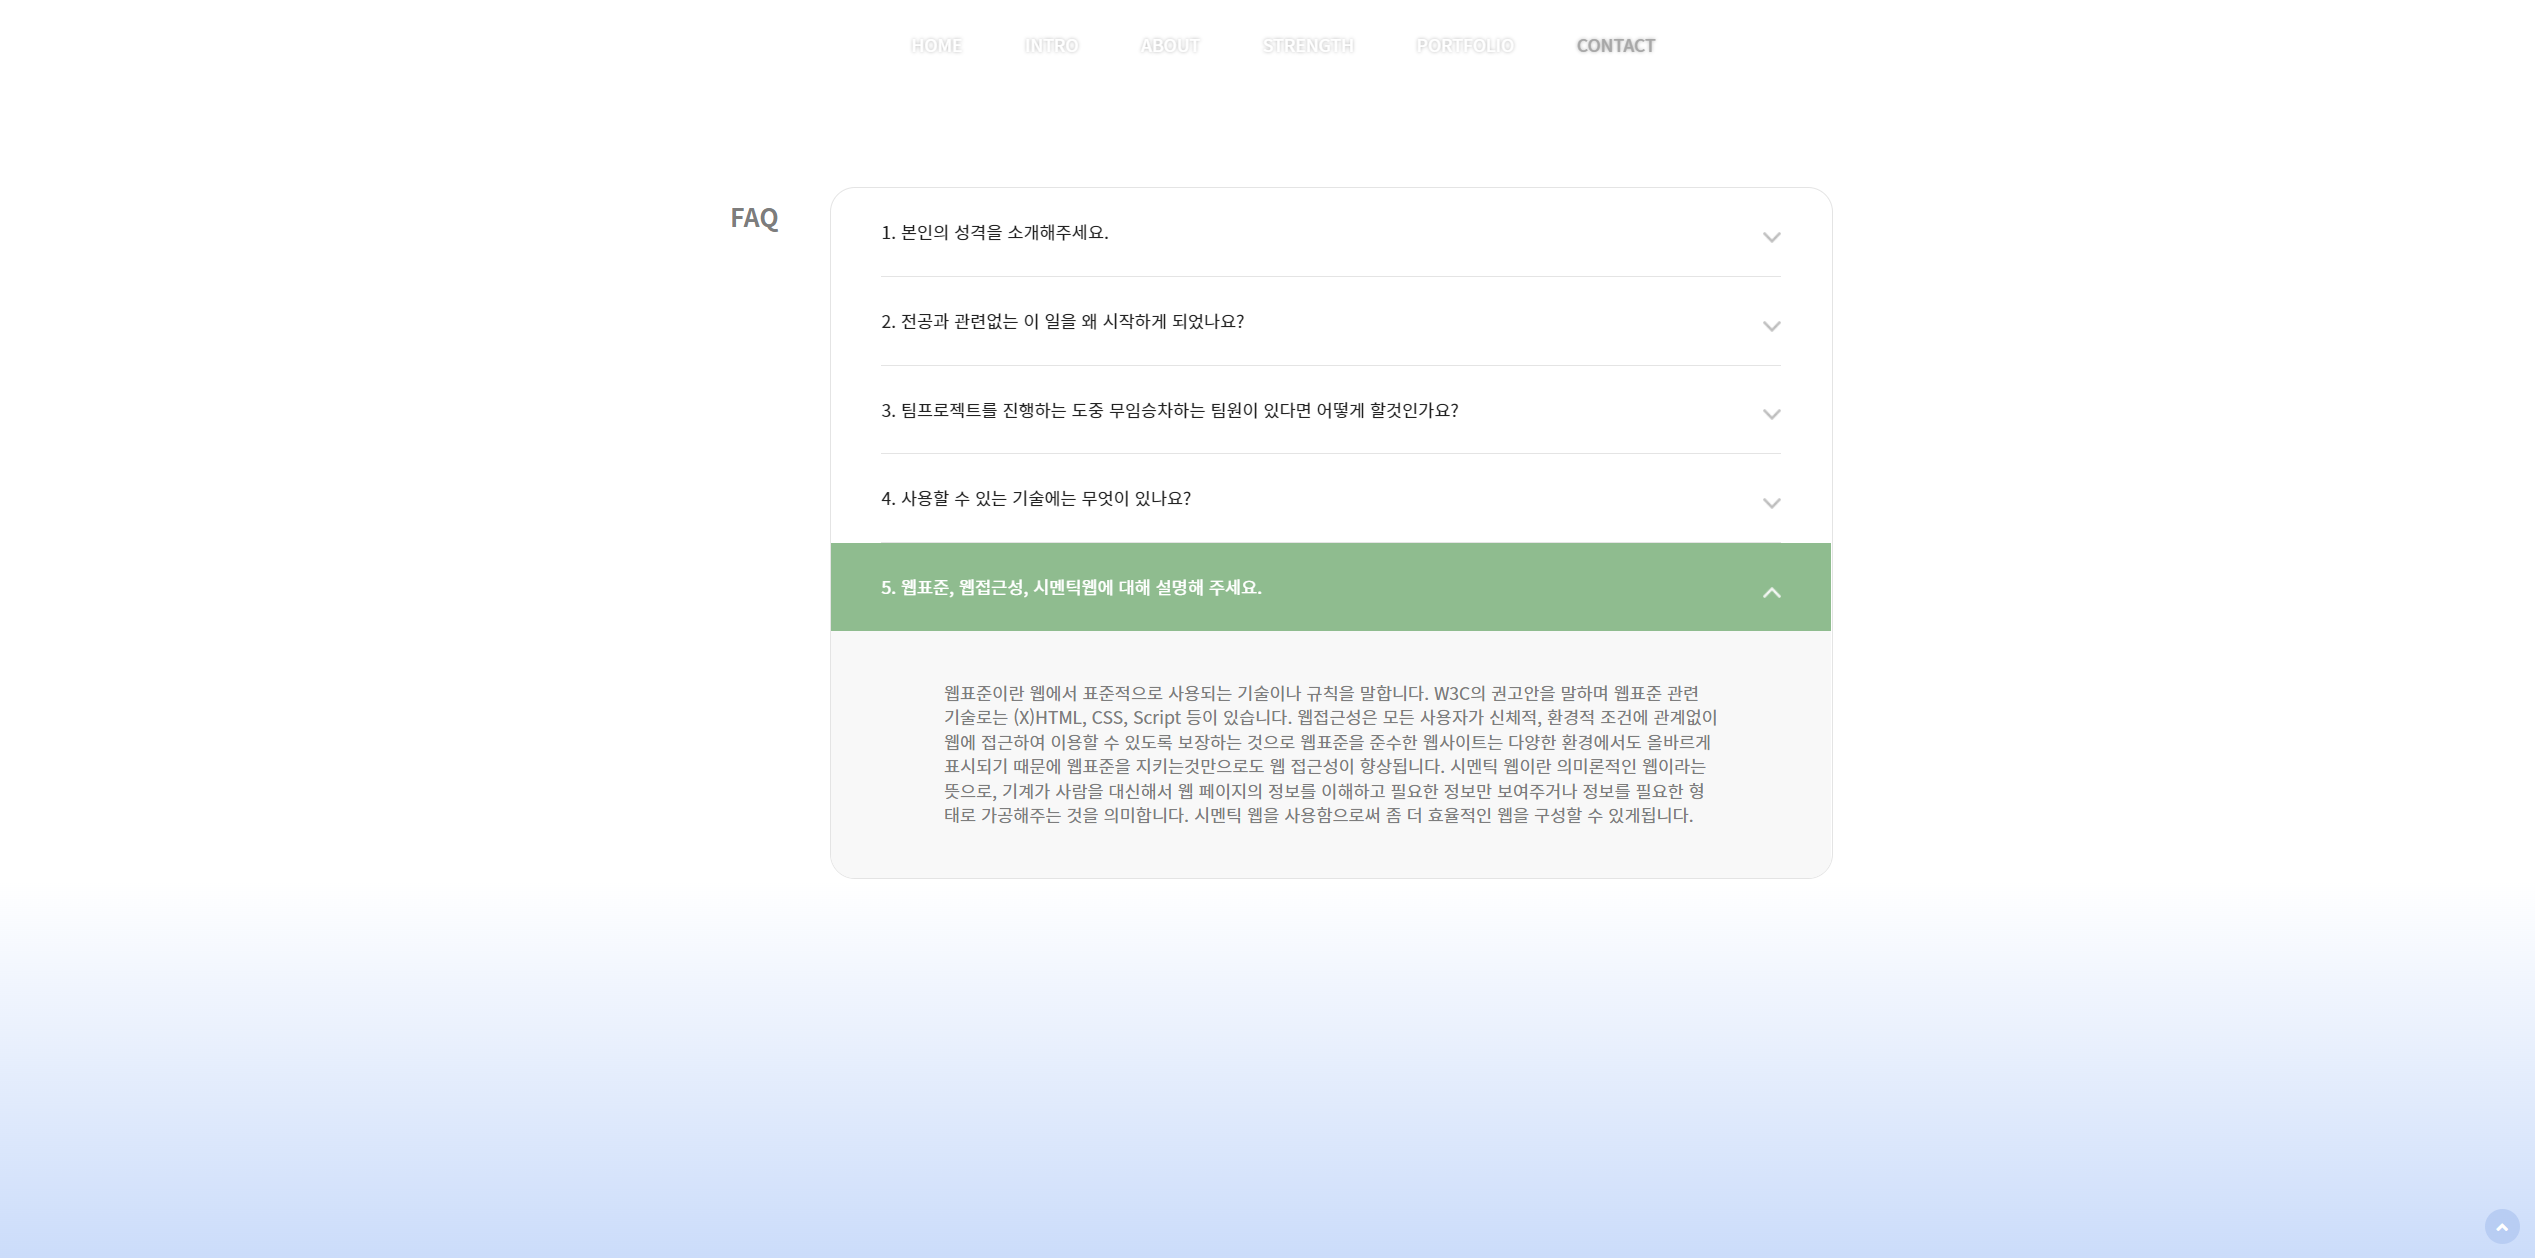 HOME INTRO ABOUT STRENGTH PORTFOLIO CONTACT
FAQ
1. 본인의 성격을 소개해주세요.
2. 전공과 관련없는 이 일을 왜 시작하게 되었나요?
3. 팀프로젝트를 진행하는 도중 무임승차하는 팀원이 있다면 어떻게 할것인가요?
4. 사용할 수 있는 기술에는 무엇이 있나요?
5. 웹표준, 웹접근성, 시멘틱웹에 대해 설명해 주세요.
웹표준이란 웹에서 표준적으로 사용되는 기술이나 규칙을 말합니다. W3C의 권고안을 말하며 웹표준 관련
기술로는 (X)HTML, CSS, Script 등이 있습니다. 웹접근성은 모든 사용자가 신체적, 환경적 조건에 관계없이
웹에 접근하여 이용할 수 있도록 보장하는 것으로 웹표준을 준수한 웹사이트는 다양한 환경에서도 올바르게
표시되기 때문에 웹표준을 지키는것만으로도 웹 접근성이 향상됩니다. 시멘틱 웹이란 의미론적인 웹이라는
뜻으로, 기계가 사람을 대신해서 웹 페이지의 정보를 이해하고 필요한 정보만 보여주거나 정보를 필요한 형
태로 가공해주는 것을 의미합니다. 시멘틱 웹을 사용함으로써 좀 더 효율적인 웹을 구성할 수 있게됩니다.